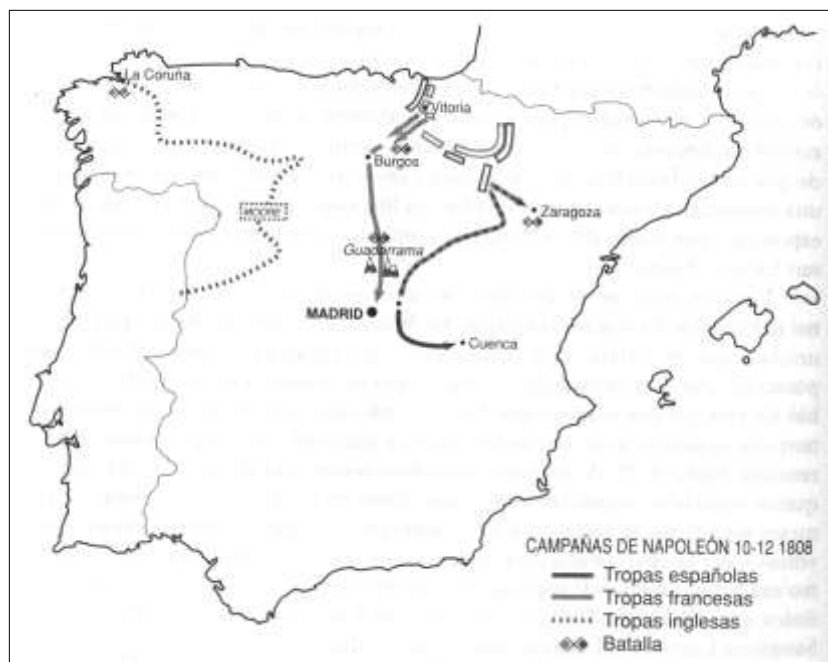 La Coruña
Vitoria
Burgos
MOORE
Zaragoza
Guadarrama
MADRID
Cuenca
CAMPAÑAS DE NAPOLEÓN 10-12 1808
Tropas españolas
Tropas francesas
Tropas inglesas
Batalla